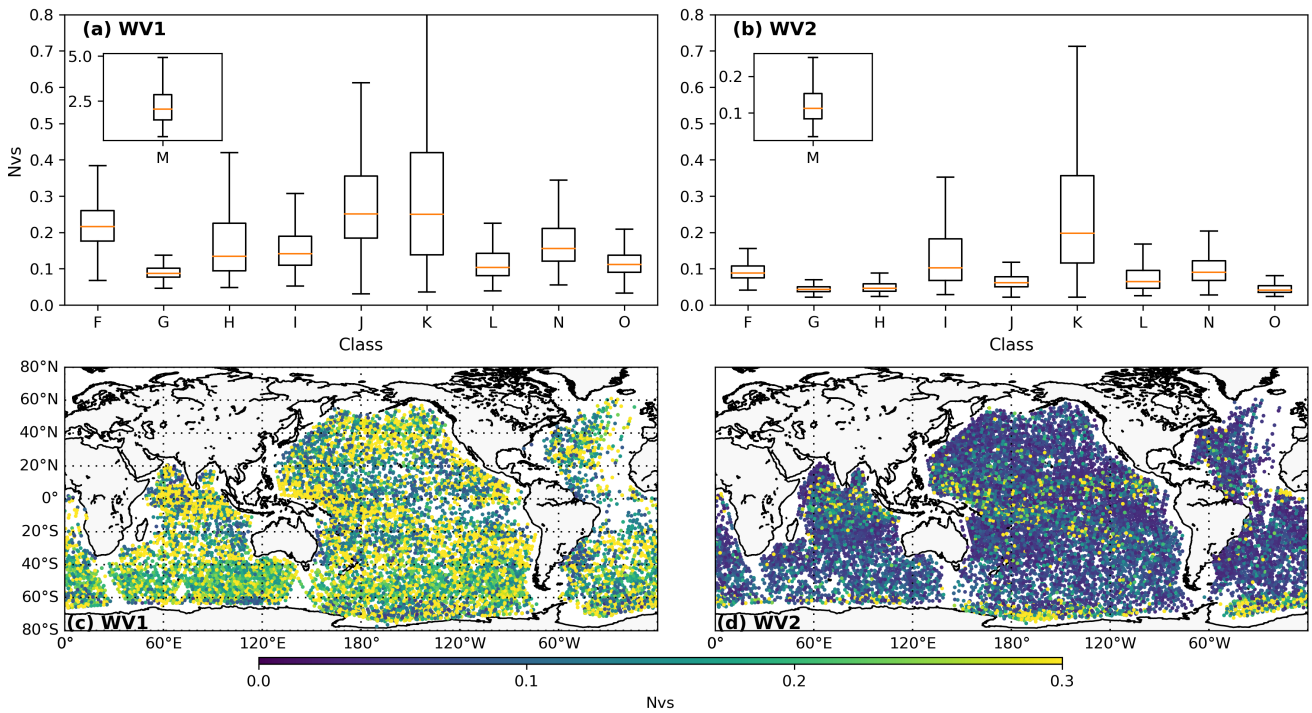 (a) WV1
(b) WV2
Nvs
0.8
0.7
0.6
0.5
0.4
0.3
0.2
0.1
0.0
5.0
2.5
M
F G H I J K L N O
Class
0.8
0.7
0.6
0.5
0.4
0.3
0.2
0.1
0.0
0.2
0.1
M
F G H I J K L N O
Class
80°N
60°N
40°N
20°N
0°
20°S
40°S
60°S
80°S
(c) WV1
0° 60°E 120°E 180° 120°W 60°W
(d) WV2
0° 60°E 120°E 180° 120°W 60°W
0.0 0.1 0.2 0.3
Nvs